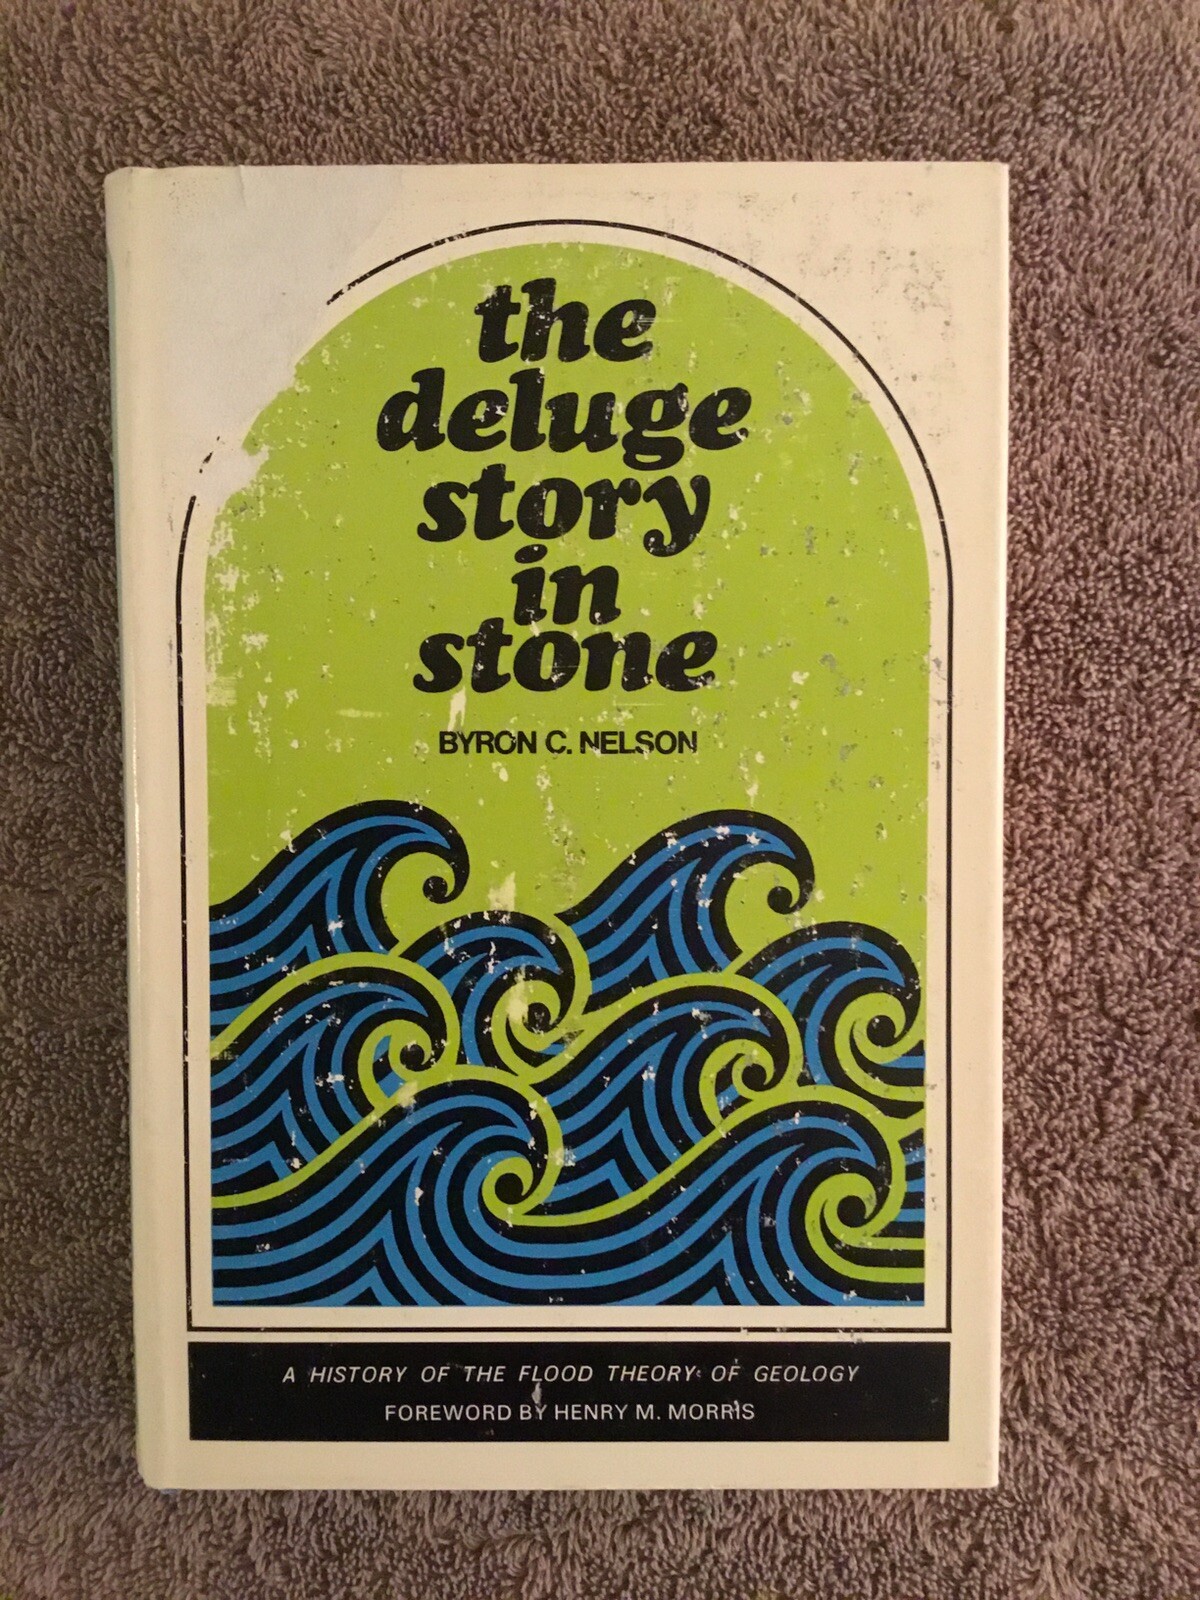 the
deluge
story
in
stone
BYRON C. NELSON
A HISTORY OF THE FLOOD THEORY OF GEOLOGY
FOREWORD BY HENRY M. MORRIS